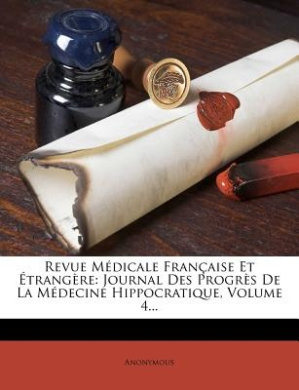 Revue Médicale Française Et
Étrangère: Journal Des Progrès De
La Médecine Hippocratique, Volume
4...
Anonymous